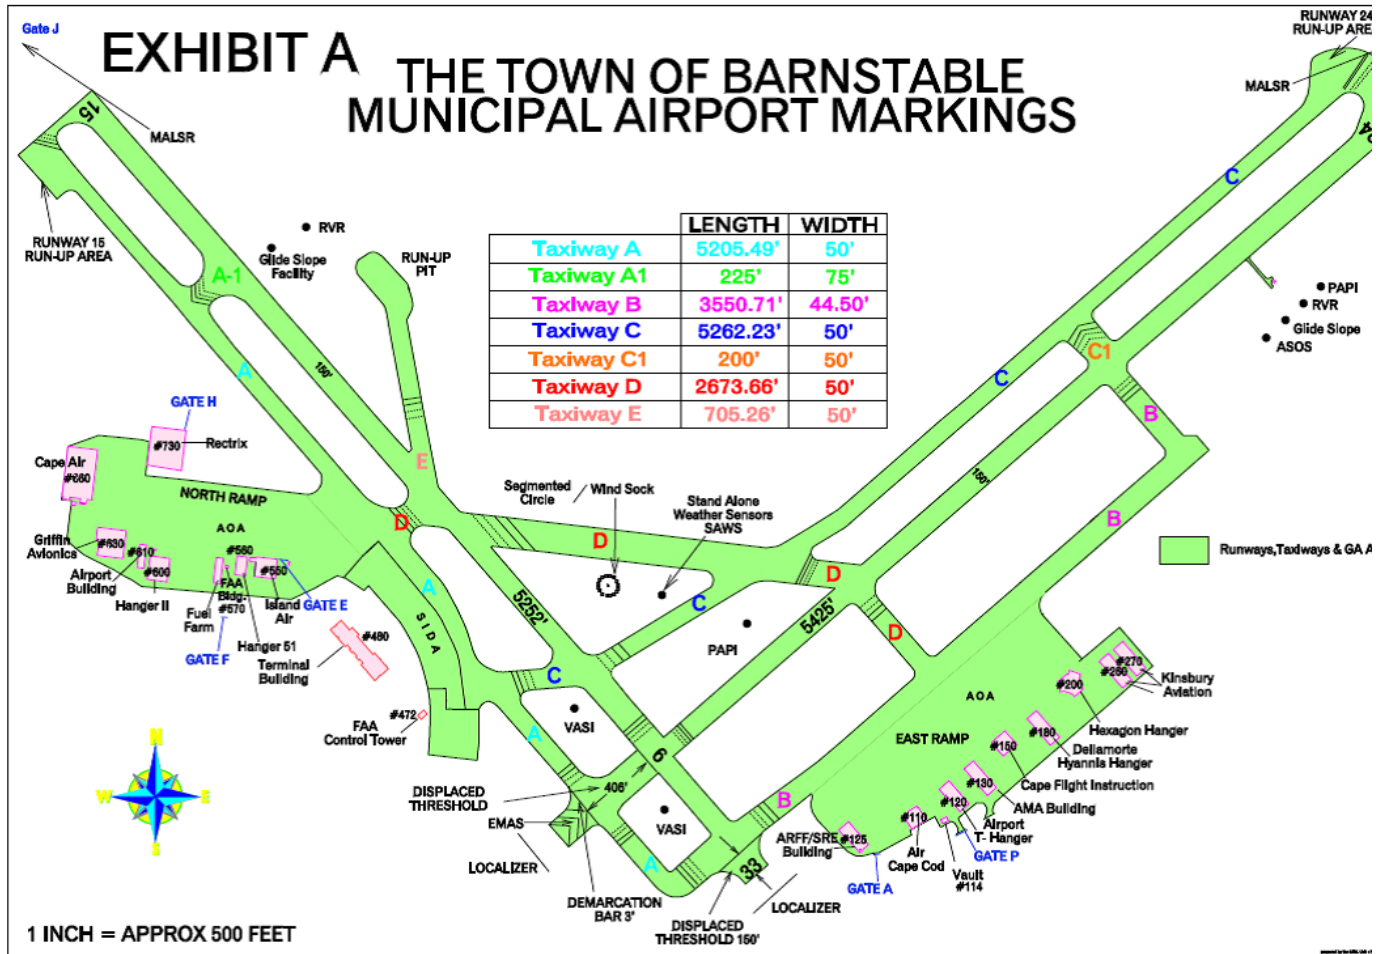 Gate J
EXHIBIT A
THE TOWN OF BARNSTABLE
MUNICIPAL AIRPORT MARKINGS
RUNWAY 24
RUN-UP ARE
MALSR
15
MALSR
C
RUNWAY 15
RUN-UP AREA
RVR
Glide Slope
Facility
A-1
RUN-UP
PIT
LENGTH WIDTH
Taxiway A 5205.49' 50'
Taxiway A1 225' 75'
Taxiway B 3550.71' 44.50'
Taxiway C 5262.23' 50'
Taxiway C1 200' 50'
Taxiway D 2673.66' 50'
Taxiway E 705.26' 50'
PAPI
RVR
Glide Slope
ASOS
C1
A
150'
C
B
GATE H
#730
Rectrix
Cape Air
#660
NORTH RAMP
AOA
E
Segmented
Circle
Wind Sock
Stand Alone
Weather Sensors
SAWS
150'
B
D
D
Griffin
Avionics
#630
#610
#600
Airport
Building
Hanger II
#560
#550
FAA
Bldg.
#570
Fuel
Farm
Island
Air
GATE E
Hanger 51
GATE F
Terminal
Building
#480
SIDA
A
5252'
C
D
5425'
D
PAPI
C
Runways, Taxiways & GA A
#472
FAA
Control Tower
VASI
A
6
406'
DISPLACED
THRESHOLD
EMAS
LOCALIZER
VASI
A
DEMARCATION
BAR 3'
33
DISPLACED
THRESHOLD 150'
LOCALIZER
B
AOA
EAST RAMP
#270
#260
#200
Kinsbury
Aviation
Hexagon Hanger
#180
Dellamorte
Hyannis Hanger
#150
Cape Flight Instruction
#130
AMA Building
#120
Airport
T- Hanger
GATE P
#110
Air
Cape Cod
Vault
#114
#125
ARFF/SRE
Building
GATE A
N
W E
S
1 INCH = APPROX 500 FEET